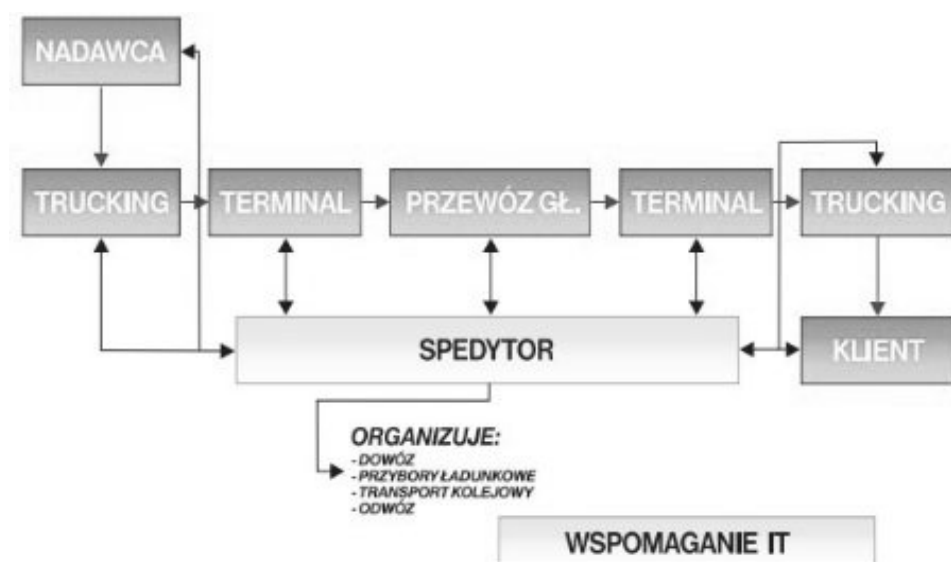 NADAWCA
TRUCKING
TERMINAL
PRZEWÓZ GŁ.
TERMINAL
TRUCKING
SPEDYTOR
KLIENT
ORGANIZUJE:
- DOWÓZ
- PRZYBORY ŁADUNKOWE
- TRANSPORT KOLEJOWY
- ODWÓZ
WSPOMAGANIE IT